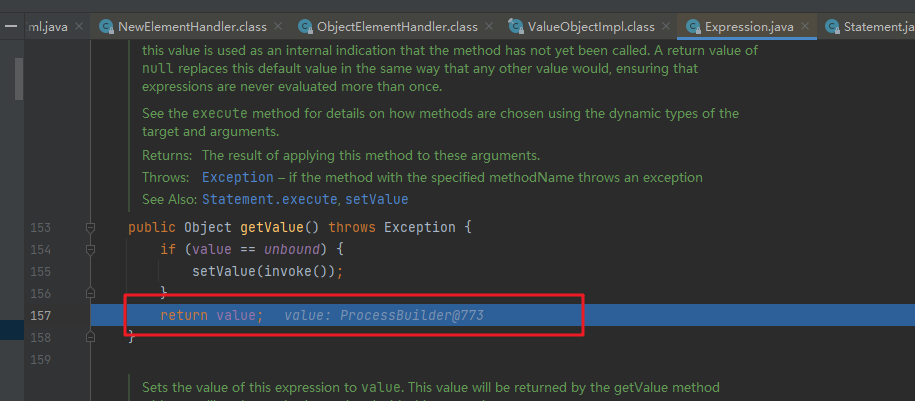 ml.java × NewElementHandler.class × ObjectElementHandler.class × ValueObjectImpl.class × Expression.java × Statement.ja
this value is used as an internal indication that the method has not yet been called. A return value of
null replaces this default value in the same way that any other value would, ensuring that
expressions are never evaluated more than once.
See the execute method for details on how methods are chosen using the dynamic types of the
target and arguments.
Returns: The result of applying this method to these arguments.
Throws: Exception – if the method with the specified methodName throws an exception
See Also: Statement.execute, setValue
153 public Object getValue() throws Exception {
154 if (value == unbound) {
155 setValue(invoke());
156 }
157 return value; value: ProcessBuilder@773
158 }
159
Sets the value of this expression to value. This value will be returned by the getValue method